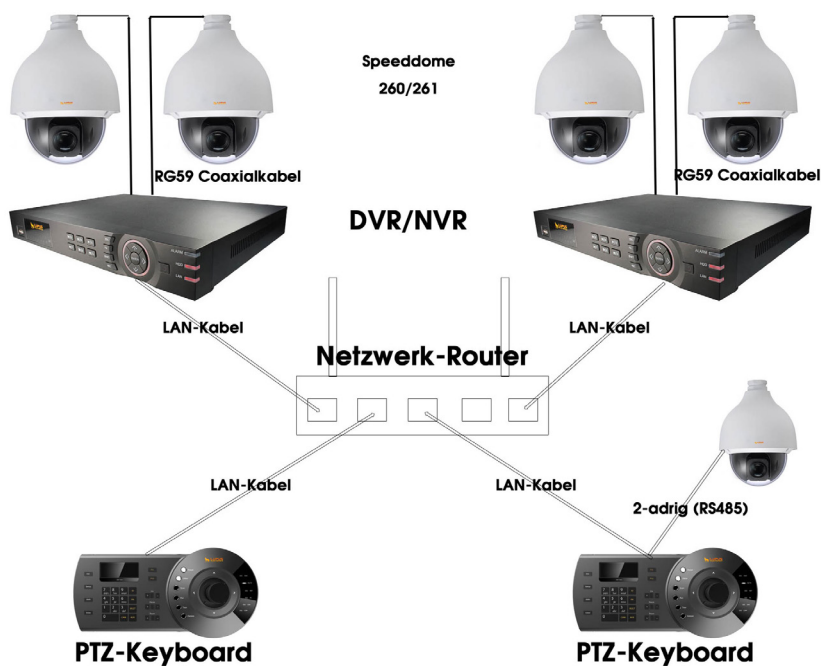 Speeddome
260/261
RG59 Coaxialkabel
RG59 Coaxialkabel
DVR/NVR
LAN-Kabel
LAN-Kabel
Netzwerk-Router
LAN-Kabel
LAN-Kabel
2-adrig (RS485)
PTZ-Keyboard
PTZ-Keyboard